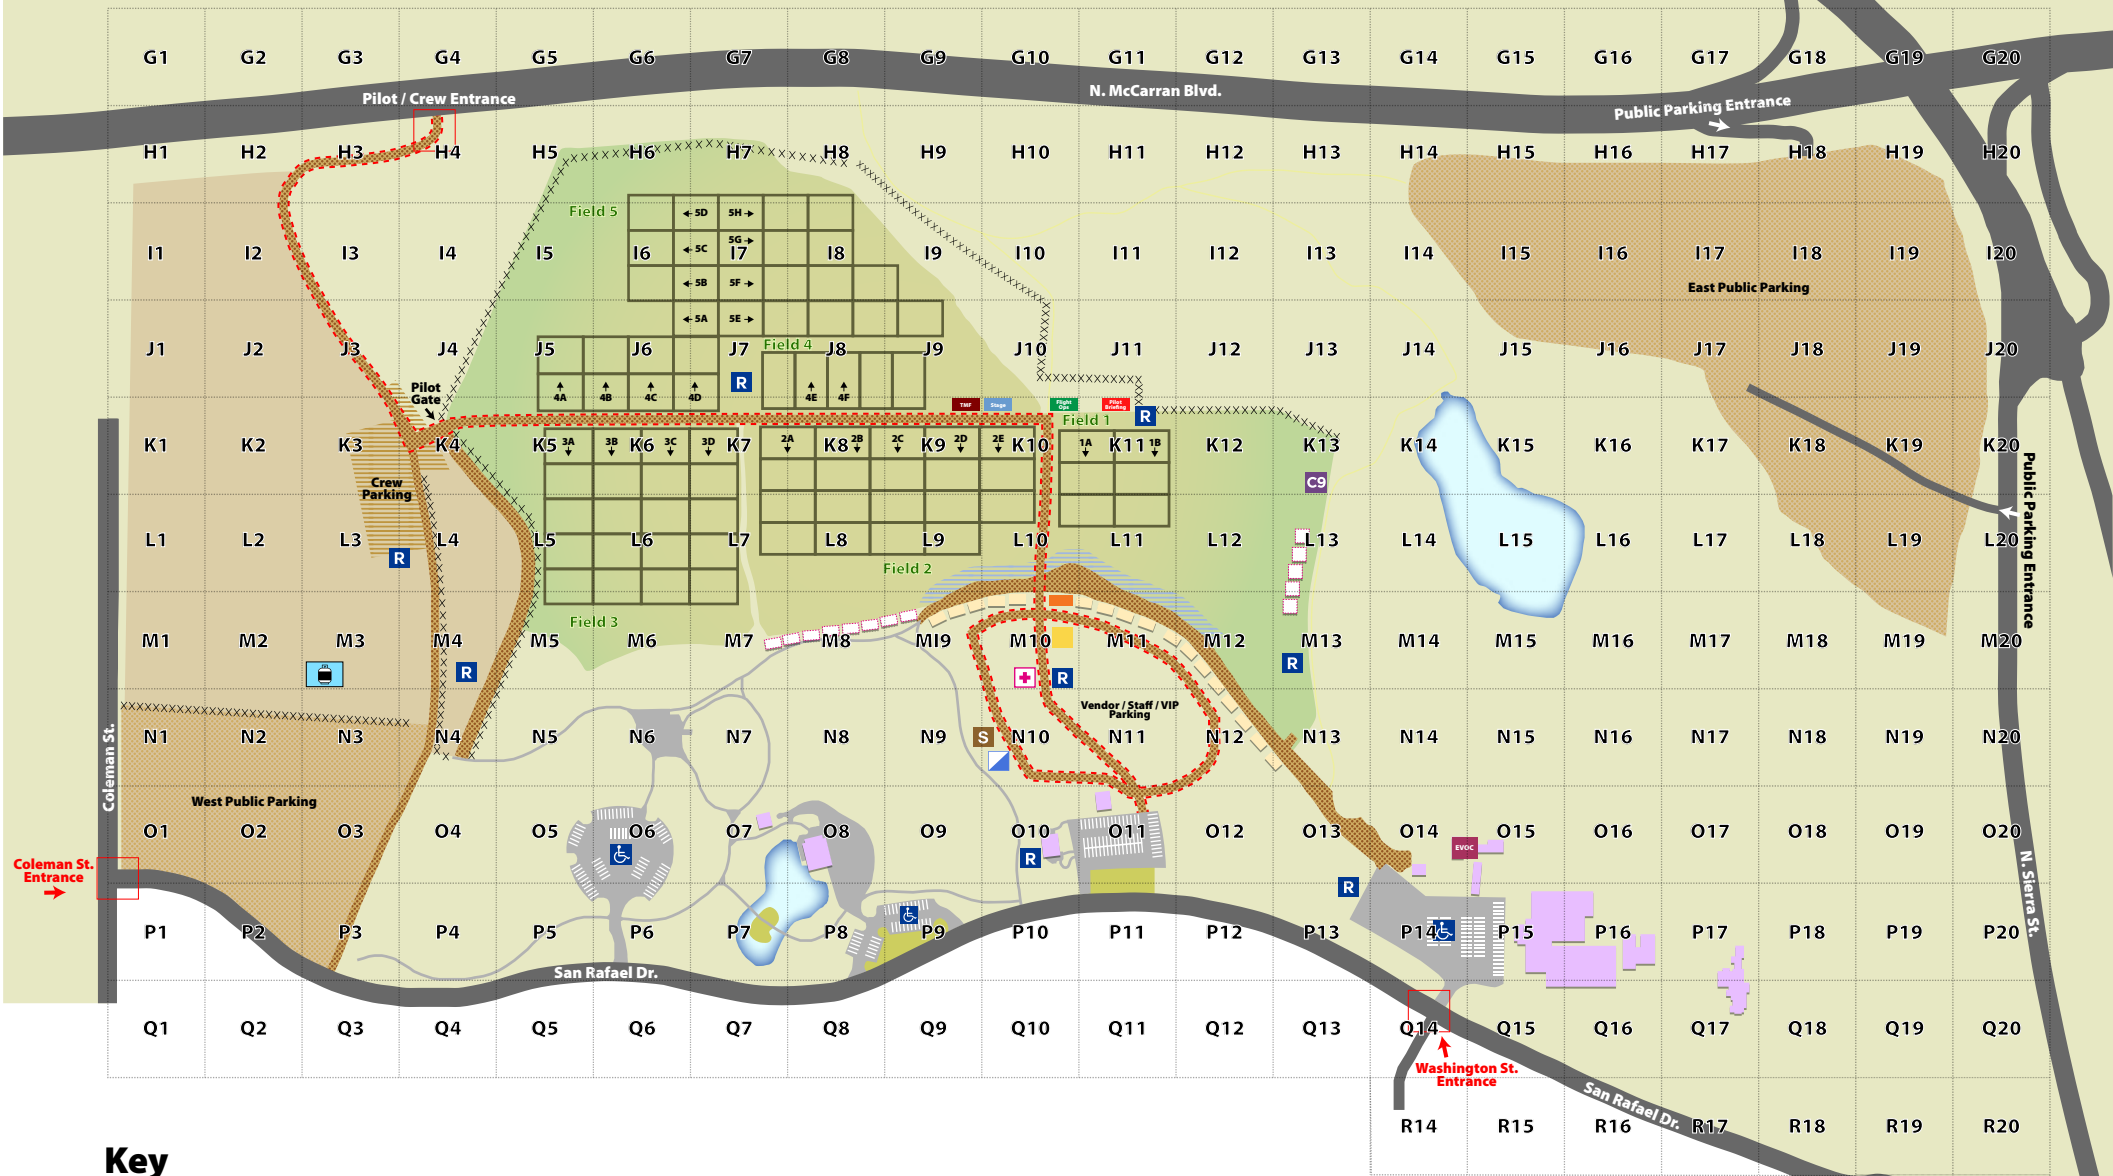 G1 G2 G3 G4 G5 G6 G7 G8 G9 G10 G11 G12 G13 G14 G15 G16 G17 G18 G19 G20
Pilot / Crew Entrance
N. McCarran Blvd.
Public Parking Entrance
H1 H2 H3 H4 H5 H6 H7 H8 H9 H10 H11 H12 H13 H14 H15 H16 H17 H18 H19 H20
Field 5
5D 5H
5G
5C
I1 I2 I3 I4 I5 I6 I7 I8 I9 I10 I11 I12 I13 I14 I15 I16 I17 I18 I19 I20
5B 5F
East Public Parking
5A 5E
Field 4
J1 J2 J3 J4 J5 J6 J7 J8 J9 J10 J11 J12 J13 J14 J15 J16 J17 J18 J19 J20
R
Pilot
Gate
4A 4B 4C 4D 4E 4F
TMF
Stage
Flight
Ops
Pilot
Briefing
R
Field 1
3A 3B 3C 3D 2A 2B 2C 2D 2E 1A 1B
K1 K2 K3 K4 K5 K6 K7 K8 K9 K10 K11 K12 K13 K14 K15 K16 K17 K18 K19 K20
Crew
Parking
C9
Public Parking Entrance
L1 L2 L3 L4 L5 L6 L7 L8 L9 L10 L11 L12 L13 L14 L15 L16 L17 L18 L19 L20
R
Field 2
Field 3
M1 M2 M3 M4 M5 M6 M7 M8 MI9 M10 M11 M12 M13 M14 M15 M16 M17 M18 M19 M20
R
R
R
Vendor / Staff / VIP
Parking
Coleman St.
N1 N2 N3 N4 N5 N6 N7 N8 N9 S N10 N11 N12 N13 N14 N15 N16 N17 N18 N19 N20
West Public Parking
O1 O2 O3 O4 O5 O6 O7 O8 O9 O10 O11 O12 O13 O14 O15 O16 O17 O18 O19 O20
EVOC
R
R
Coleman St.
Entrance
N. Sierra St.
P1 P2 P3 P4 P5 P6 P7 P8 P9 P10 P11 P12 P13 P14 P15 P16 P17 P18 P19 P20
San Rafael Dr.
Q1 Q2 Q3 Q4 Q5 Q6 Q7 Q8 Q9 Q10 Q11 Q12 Q13 Q14 Q15 Q16 Q17 Q18 Q19 Q20
Washington St.
Entrance
San Rafael Dr.
R14 R15 R16 R17 R18 R19 R20
Key